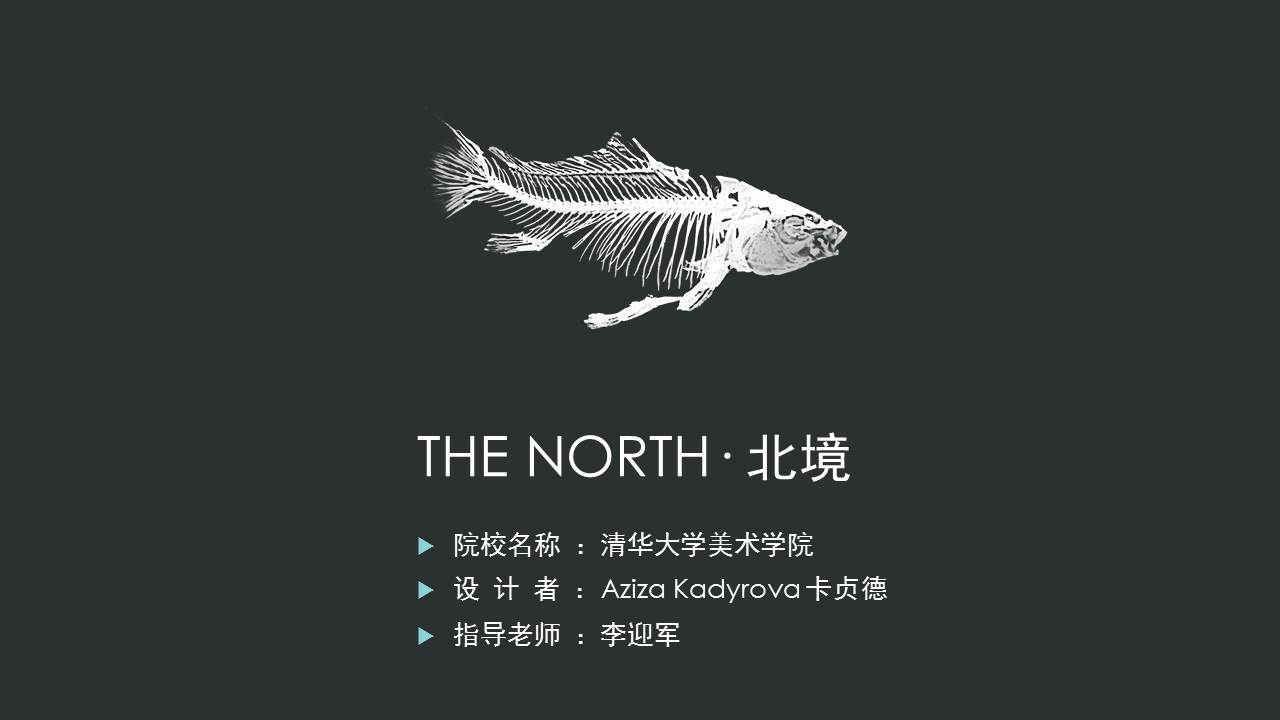 THE NORTH · 北境
院校名称 ：清华大学美术学院
设 计 者 ：Aziza Kadyrova 卡贞德
指导老师 ：李迎军